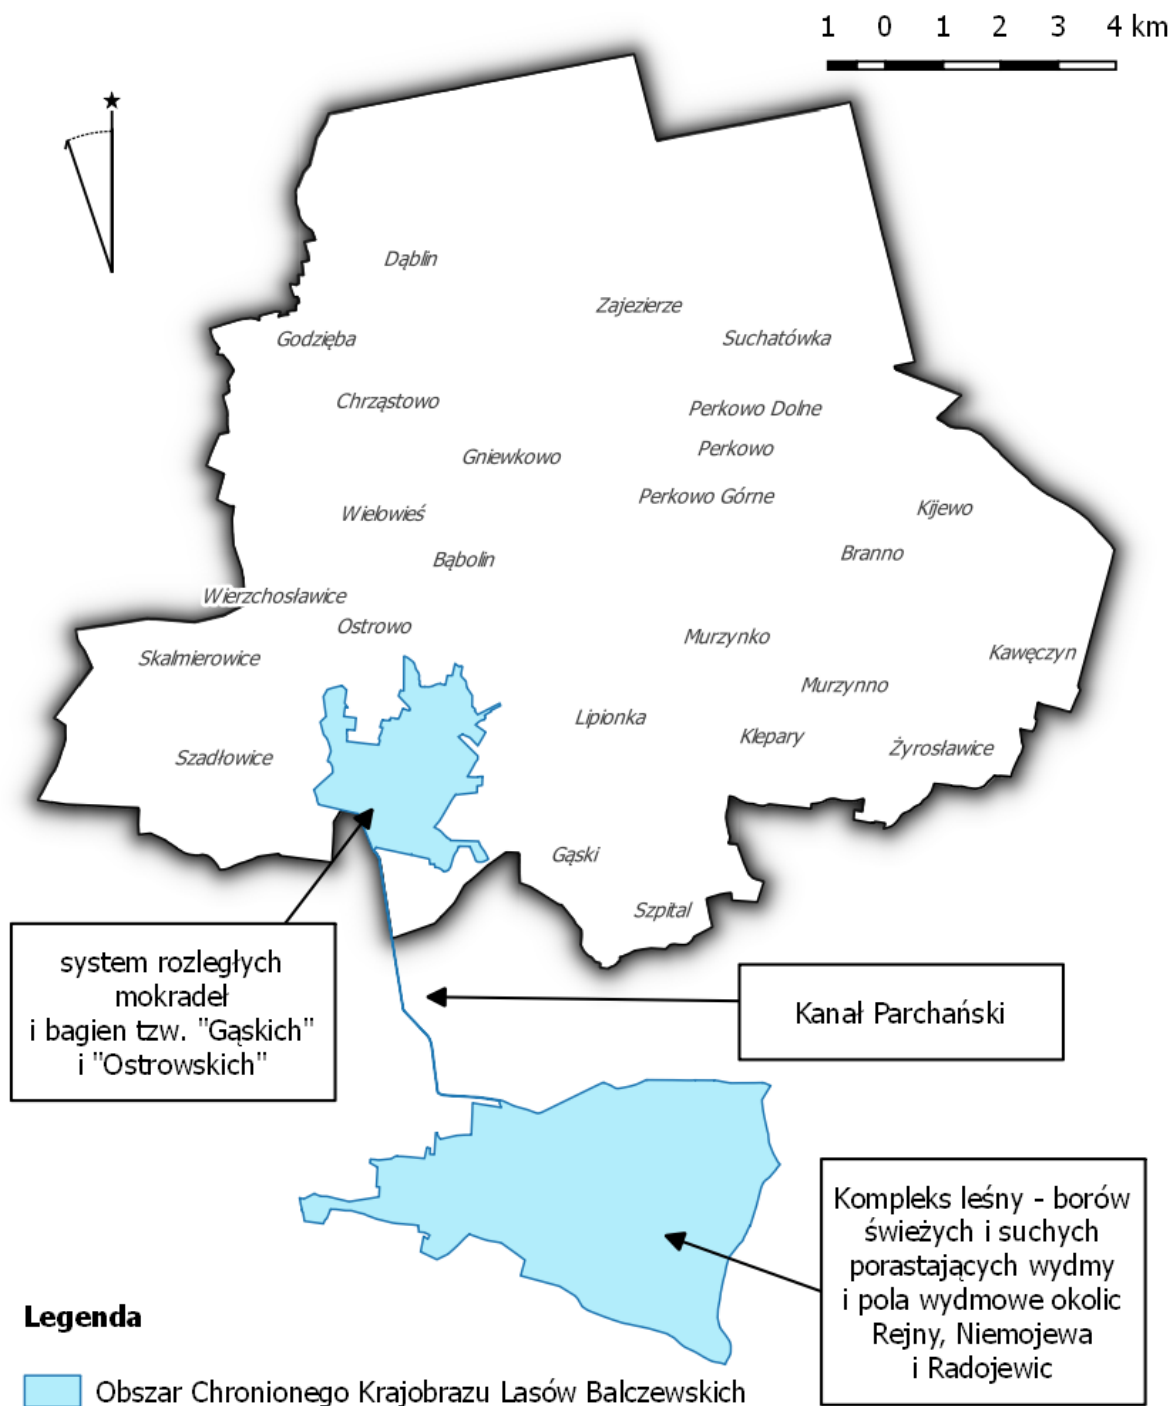 1 0 1 2 3 4 km
Dąblin
Zajezierze
Godzięba
Suchatówka
Chrząstowo
Perkowo Dolne
Perkowo
Gniewkowo
Perkowo Górne
Kijewo
Wielowieś
Branno
Bąbolin
Wierzchosławice
Ostrowo
Murzynko
Skalmierowice
Kawęczyn
Murzynno
Lipionka
Klepary
Żyrosławice
Szadłowice
Gąski
Szpital
system rozległych
mokradeł
i bagien tzw. "Gąskich"
i "Ostrowskich"
Kanał Parchański
Kompleks leśny - borów
świeżych i suchych
porastających wydmy
i pola wydmowe okolic
Rejny, Niemojewa
i Radojewic
Legenda
Obszar Chronionego Krajobrazu Lasów Balczewskich